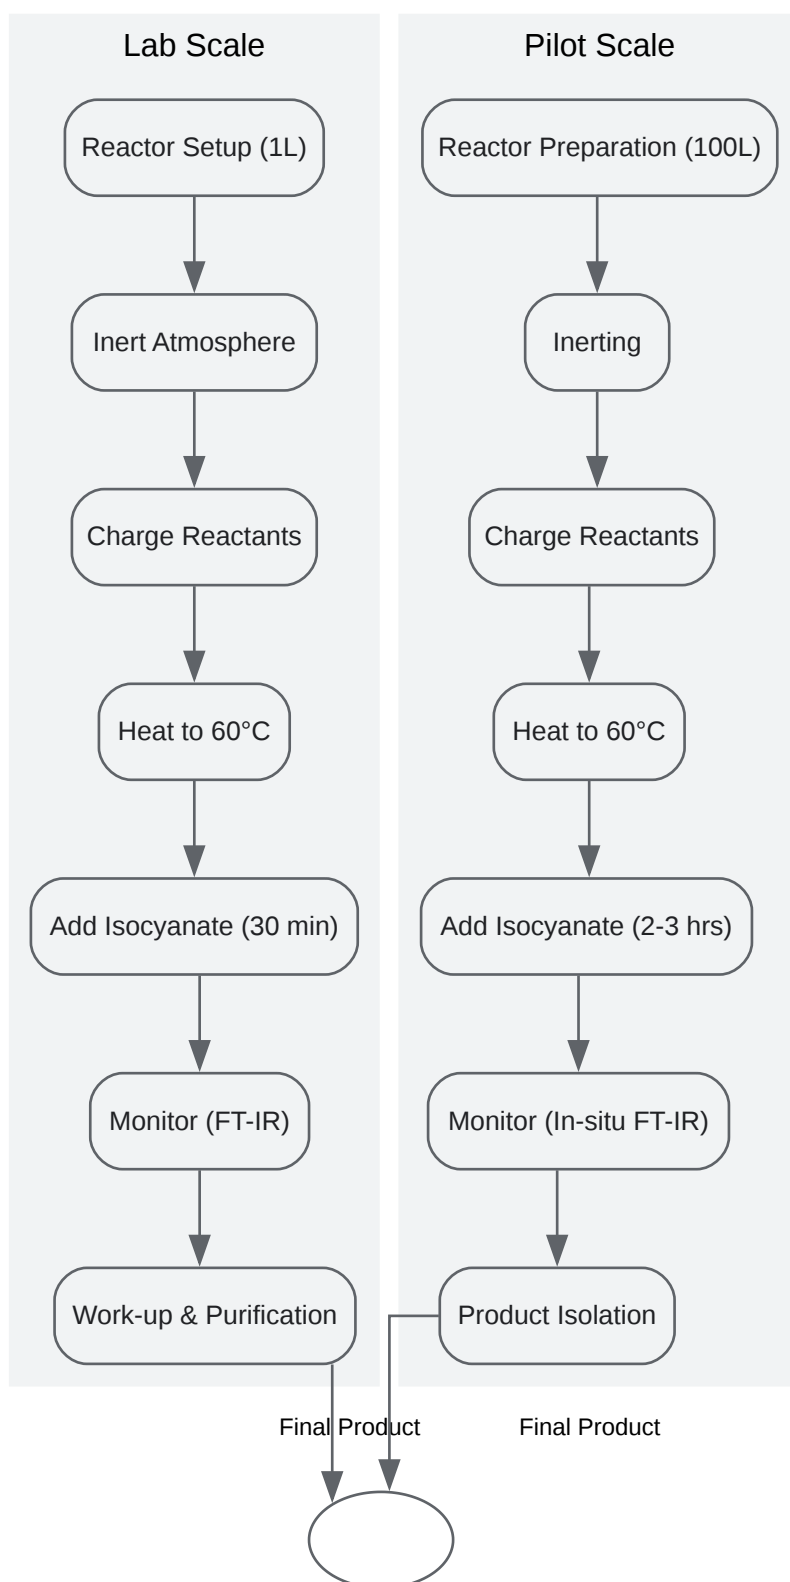 Lab Scale
Reactor Setup (1L)
Inert Atmosphere
Charge Reactants
Heat to 60°C
Add Isocyanate (30 min)
Monitor (FT-IR)
Work-up & Purification
Final Product
Pilot Scale
Reactor Preparation (100L)
Inerting
Charge Reactants
Heat to 60°C
Add Isocyanate (2-3 hrs)
Monitor (In-situ FT-IR)
Product Isolation
Final Product